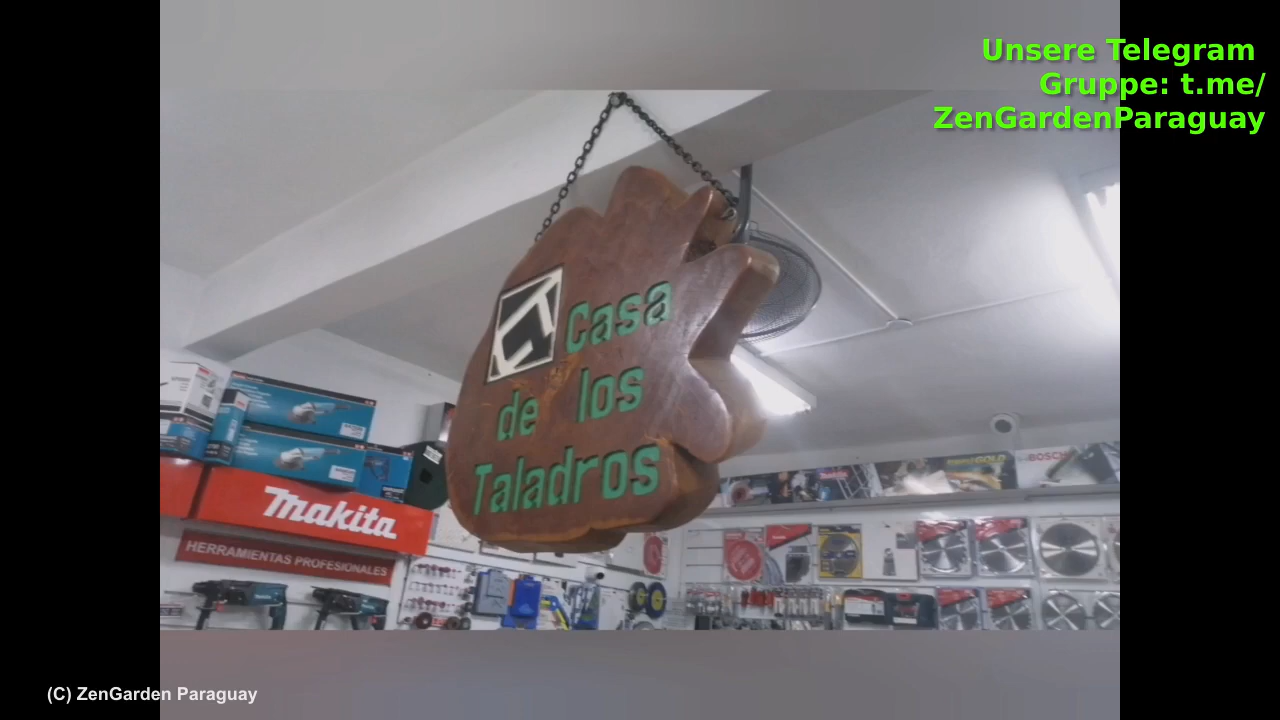 Unsere Telegram
Gruppe: t.me/
ZenGardenParaguay
Casa
de los
Taladros
makita
HERRAMIENTAS PROFESIONALES
BOSCH
(C) ZenGarden Paraguay